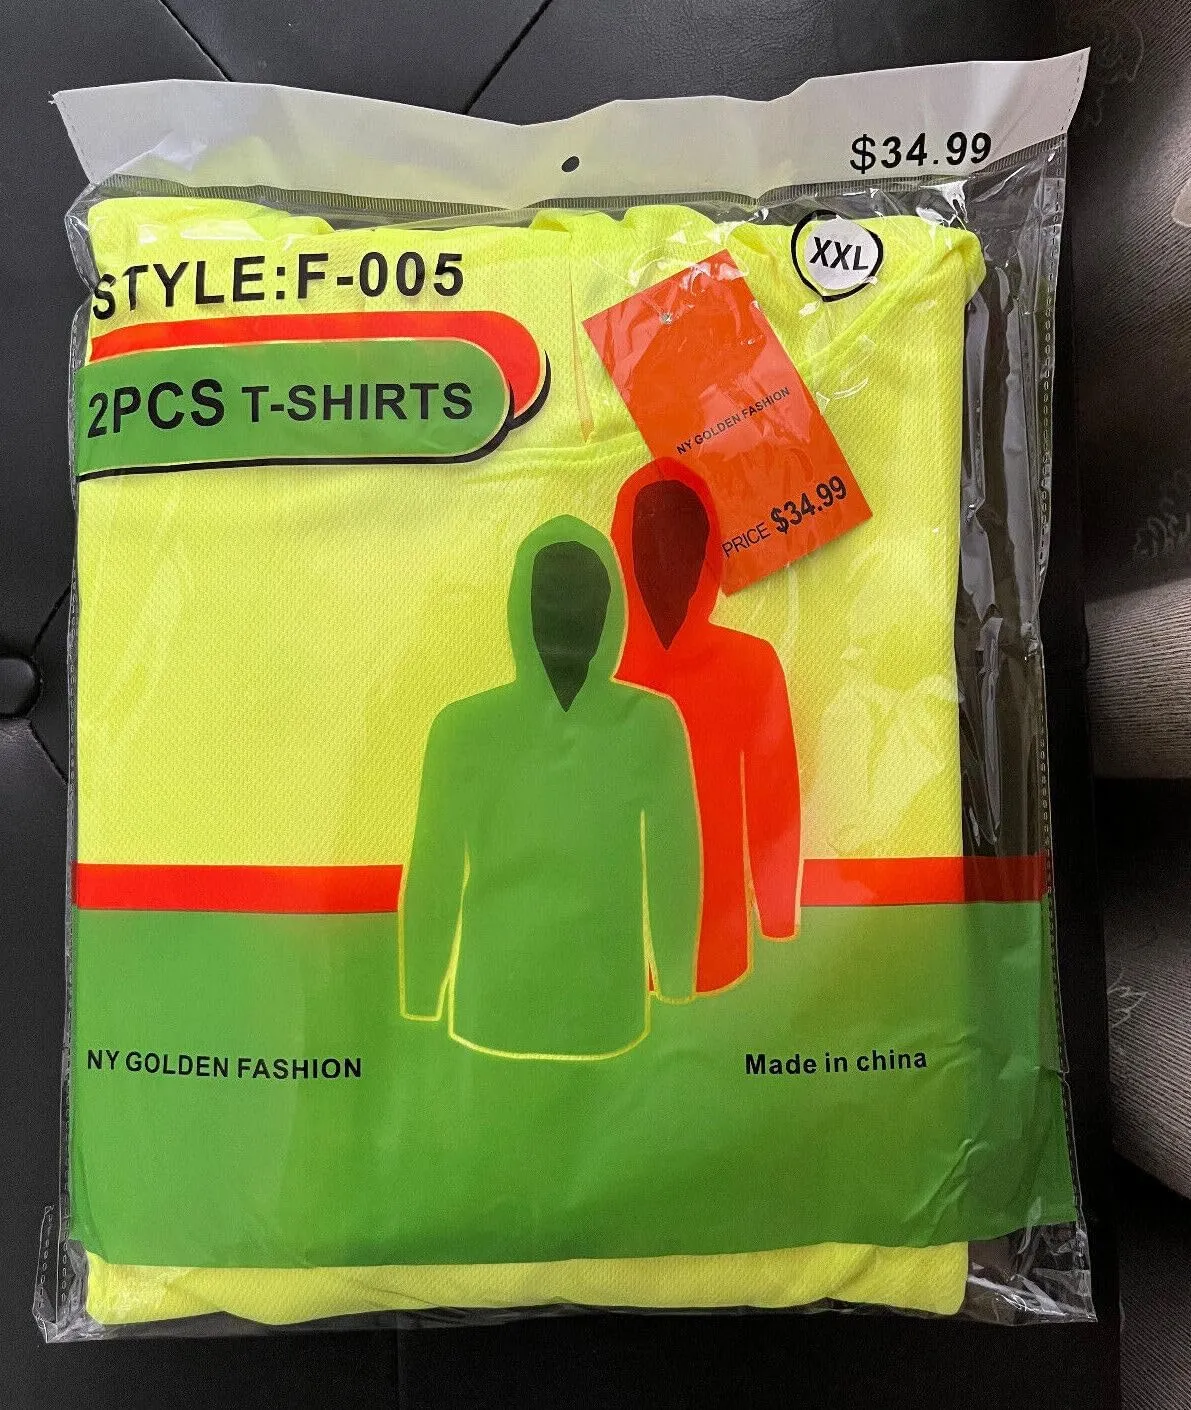 $34.99
XXL
STYLE:F-005
2PCS T-SHIRTS
NY GOLDEN FASHION
PRICE $34.99
NY GOLDEN FASHION
Made in china